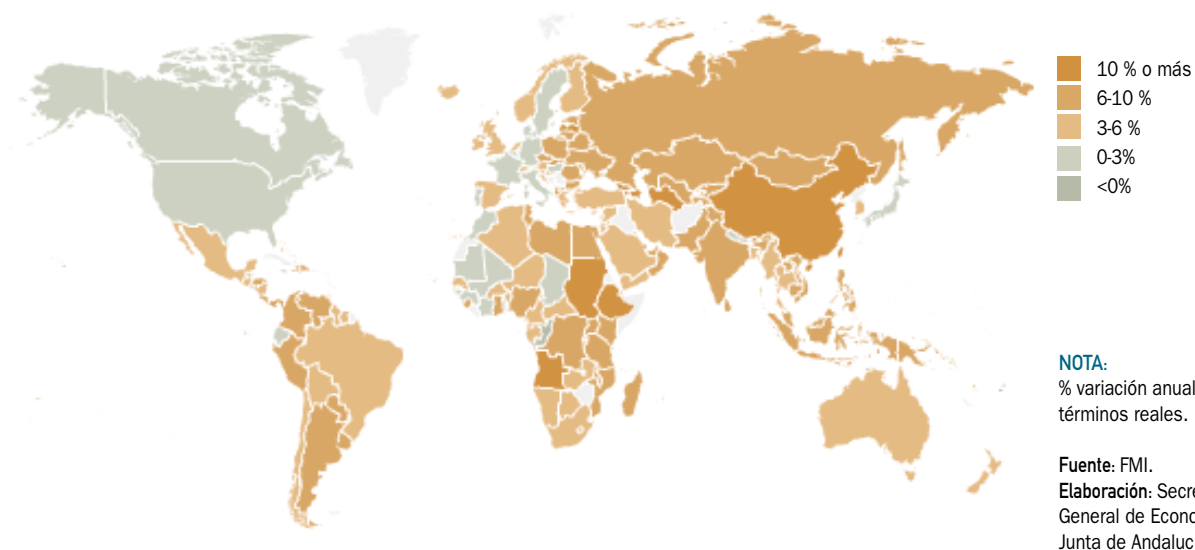 10 % o más
6-10 %
3-6 %
0-3%
<0%
NOTA:
% variación anual
términos reales.
Fuente: FMI.
Elaboración: Secre
General de Econo
Junta de Andaluc